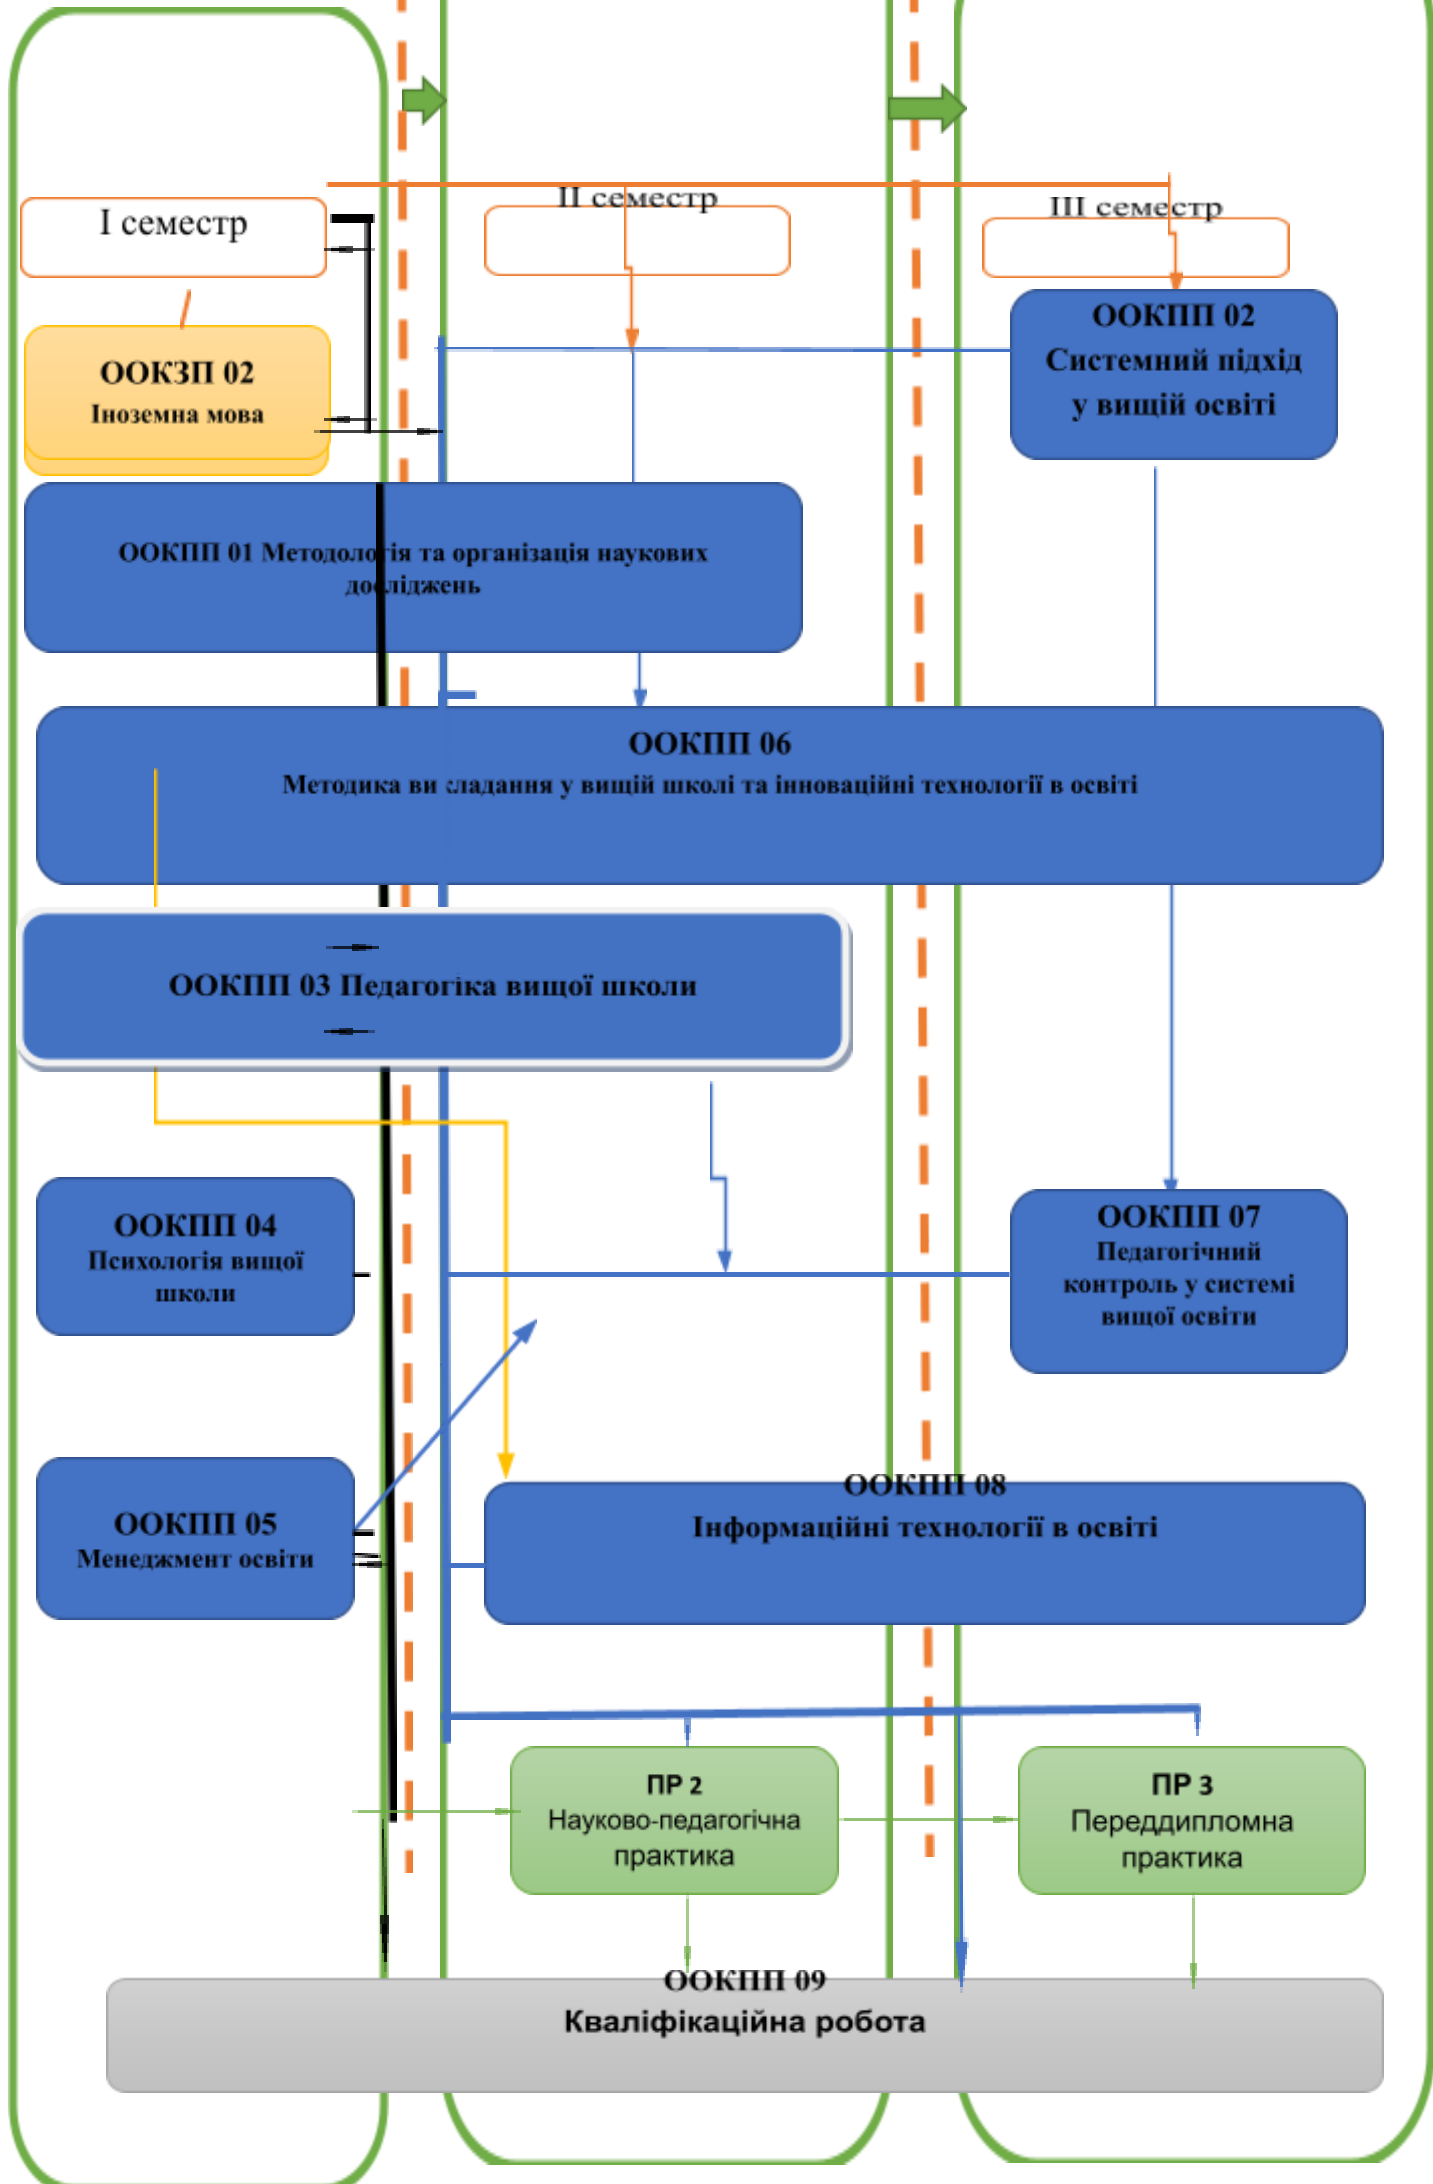 І семестр
ІІ семестр
ІІІ семестр
ООКПП 02
Системний підхід
у вищій освіті
ООКЗП 02
Іноземна мова
ООКПП 01 Методологія та організація наукових
досліджень
ООКПП 06
Методика викладання у вищій школі та інноваційні технології в освіті
ООКПП 03 Педагогіка вищої школи
ООКПП 04
Психологія вищої
школи
ООКПП 07
Педагогічний
контроль у системі
вищої освіти
ООКПП 05
Менеджмент освіти
ООКПП 08
Інформаційні технології в освіті
ПР 2
Науково-педагогічна
практика
ПР 3
Переддипломна
практика
ООКПП 09
Кваліфікаційна робота